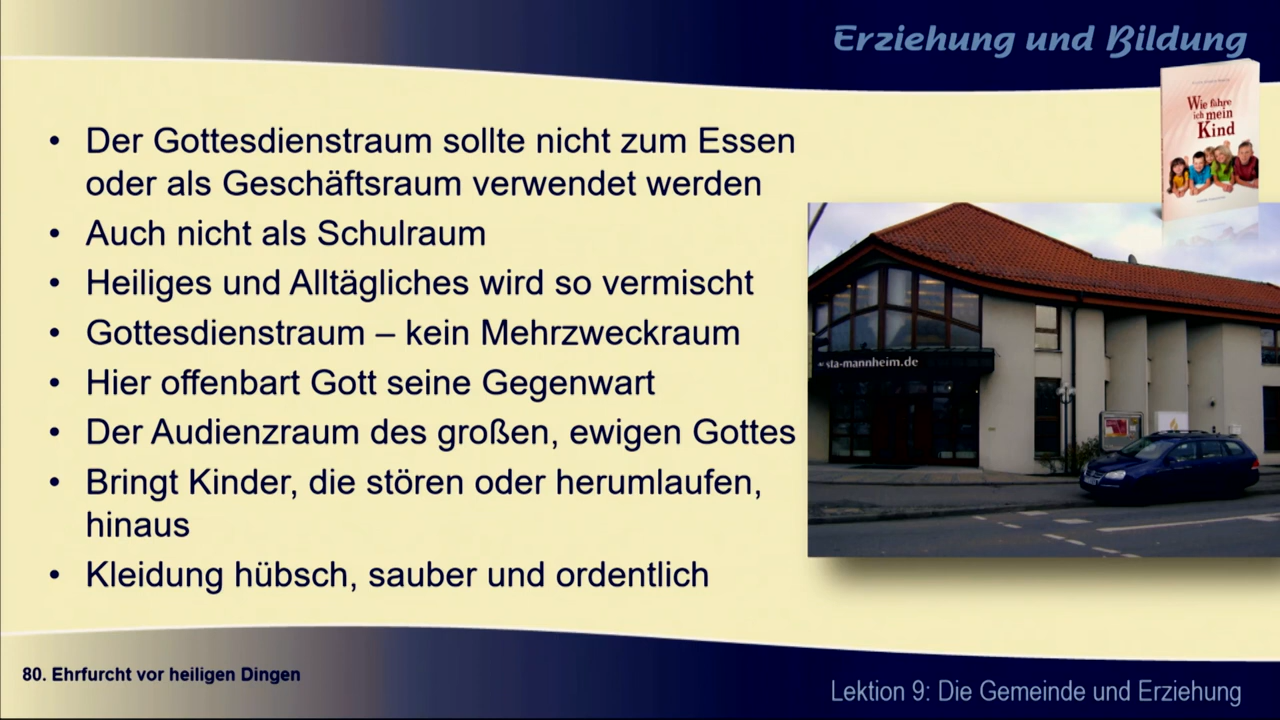 Erziehung und Bildung
Wie führe
ich mein
Kind
• Der Gottesdienstraum sollte nicht zum Essen
oder als Geschäftsraum verwendet werden
• Auch nicht als Schulraum
• Heiliges und Alltägliches wird so vermischt
• Gottesdienstraum – kein Mehrzweckraum
• Hier offenbart Gott seine Gegenwart
• Der Audienzraum des großen, ewigen Gottes
• Bringt Kinder, die stören oder herumlaufen,
hinaus
• Kleidung hübsch, sauber und ordentlich
sta-mannheim.de
80. Ehrfurcht vor heiligen Dingen
Lektion 9: Die Gemeinde und Erziehung